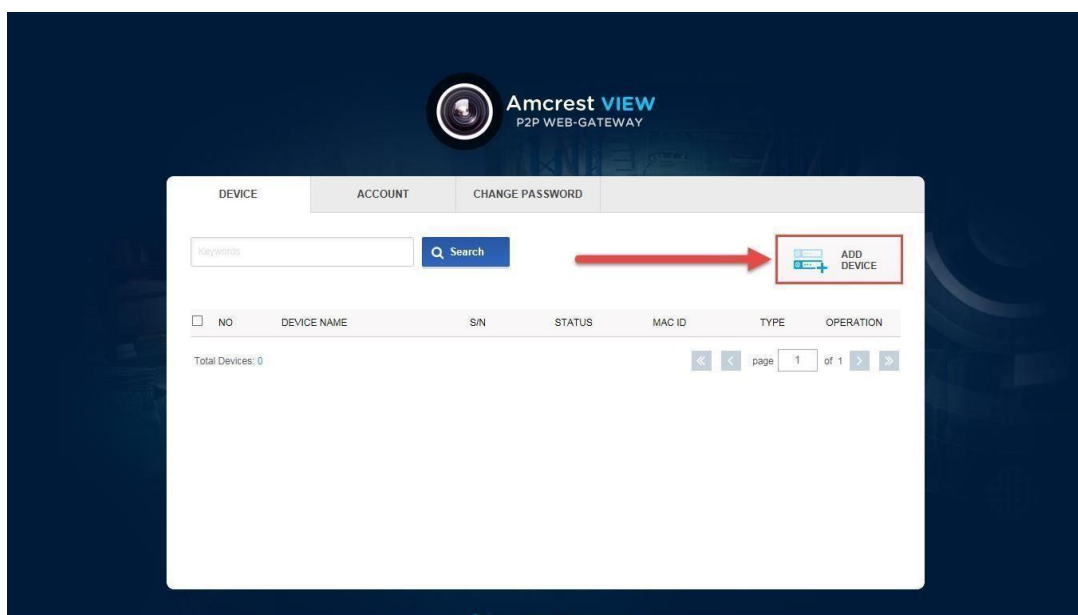 Amcrest VIEW
P2P WEB-GATEWAY
DEVICE ACCOUNT CHANGE PASSWORD
Keywords
Search
ADD
DEVICE
NO DEVICE NAME S/N STATUS MAC ID TYPE OPERATION
Total Devices: 0
page 1 of 1